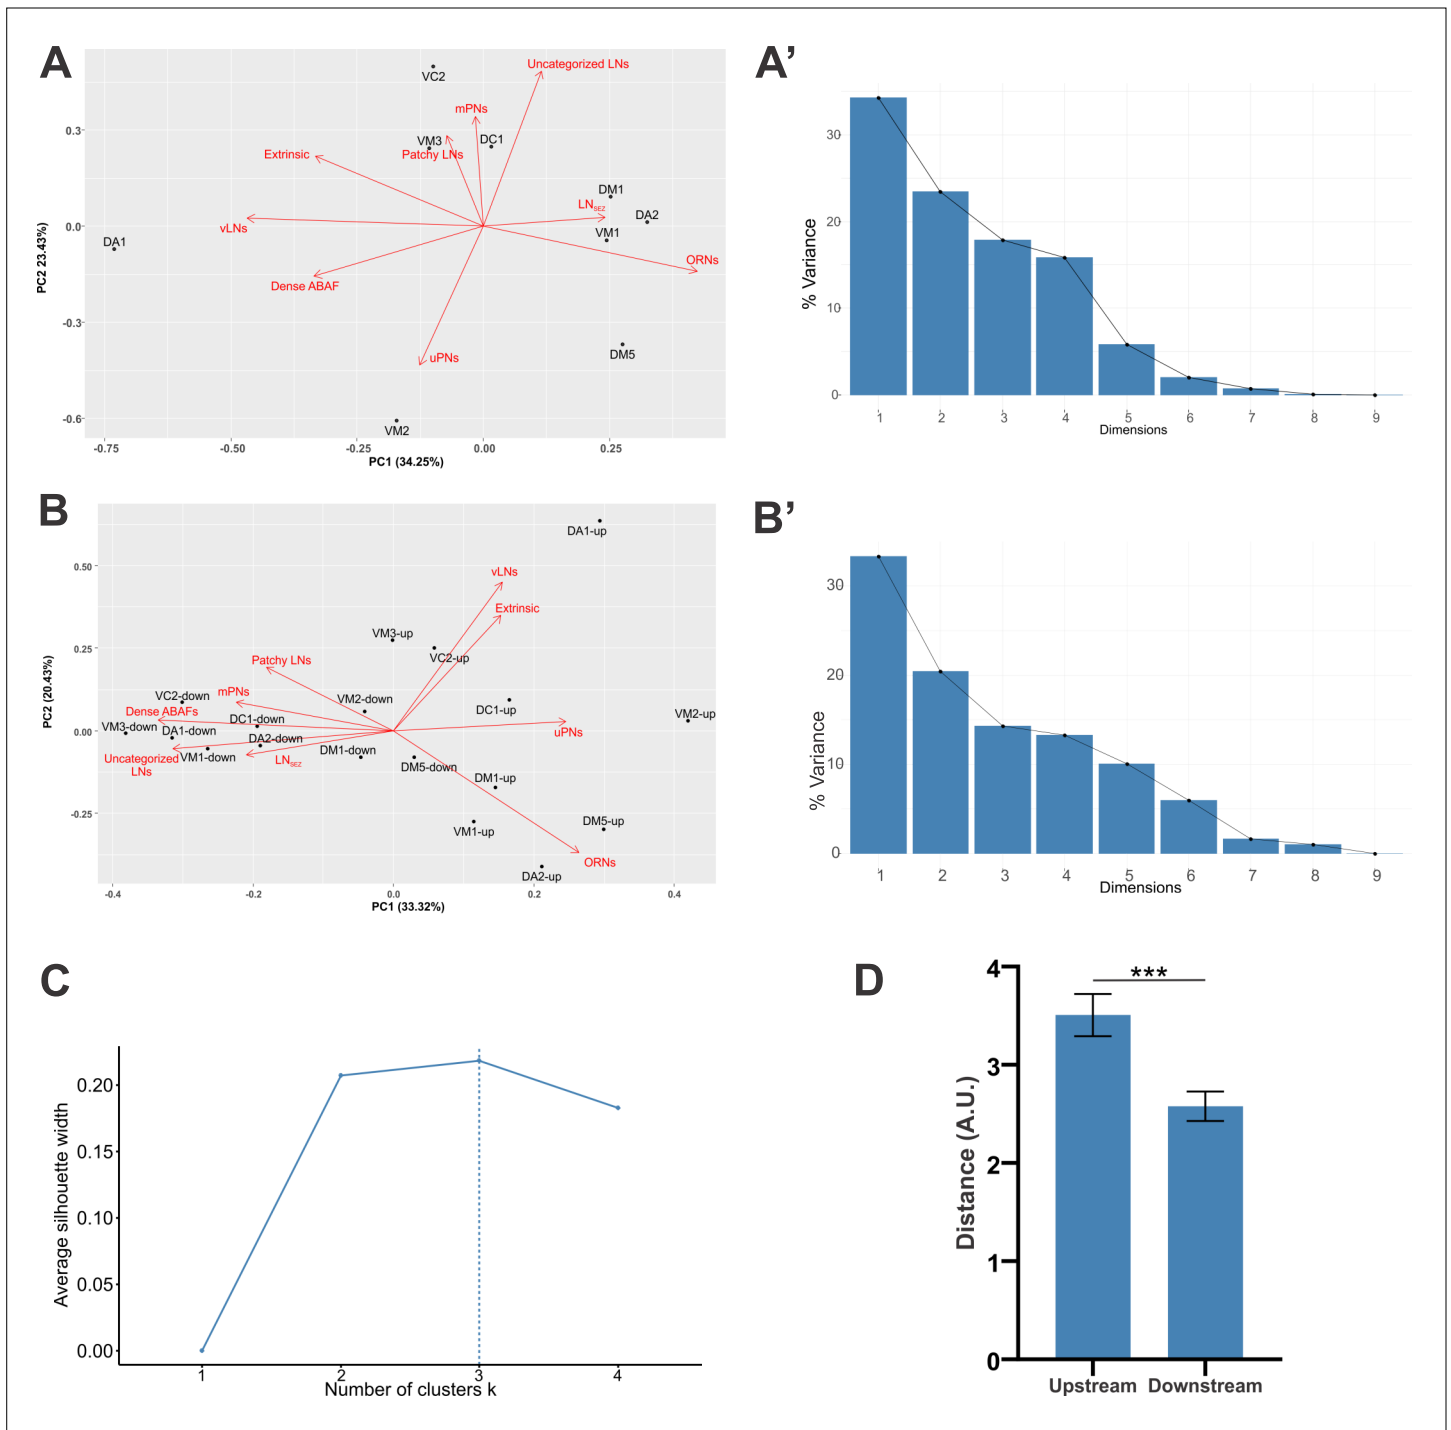 A
Uncategorized LNs
VC2
mPNs
0.3
VM3
DC1
Patchy LNs
Extrinsic
DM1
LNSEZ
DA2
vLNs
0.0
VM1
DA1
ORNs
Dense ABAF
PC2 23.43%)
-0.3
DM5
uPNs
-0.6
VM2
-0.75 -0.50 -0.25 0.00 0.25
PC1 (34.25%)
A’
% Variance
30
20
10
0
1 2 3 4 5 6 7 8 9
Dimensions
B
DA1-up
vLNs
0.50
Extrinsic
VM3-up
VC2-up
0.25
Patchy LNs
mPNs
VC2-down
VM2-down
DC1-up
Dense ABAFs
DC1-down
VM2-up
VM3-down
DA1-down
DA2-down
uPNs
0.00
DM1-down
VM1-down
Uncategorized
LNs
LNSEZ
DM5-down
DM1-up
PC2 (20.43%)
-0.25
VM1-up
DM5-up
ORNs
DA2-up
-0.4 -0.2 0.0 0.2 0.4
PC1 (33.32%)
B’
% Variance
30
20
10
0
1 2 3 4 5 6 7 8 9
Dimensions
C
Average silhouette width
0.20
0.15
0.10
0.05
0.00
1 2 3 4
Number of clusters k
D
***
Distance (A.U.)
4
3
2
1
0
Upstream Downstream